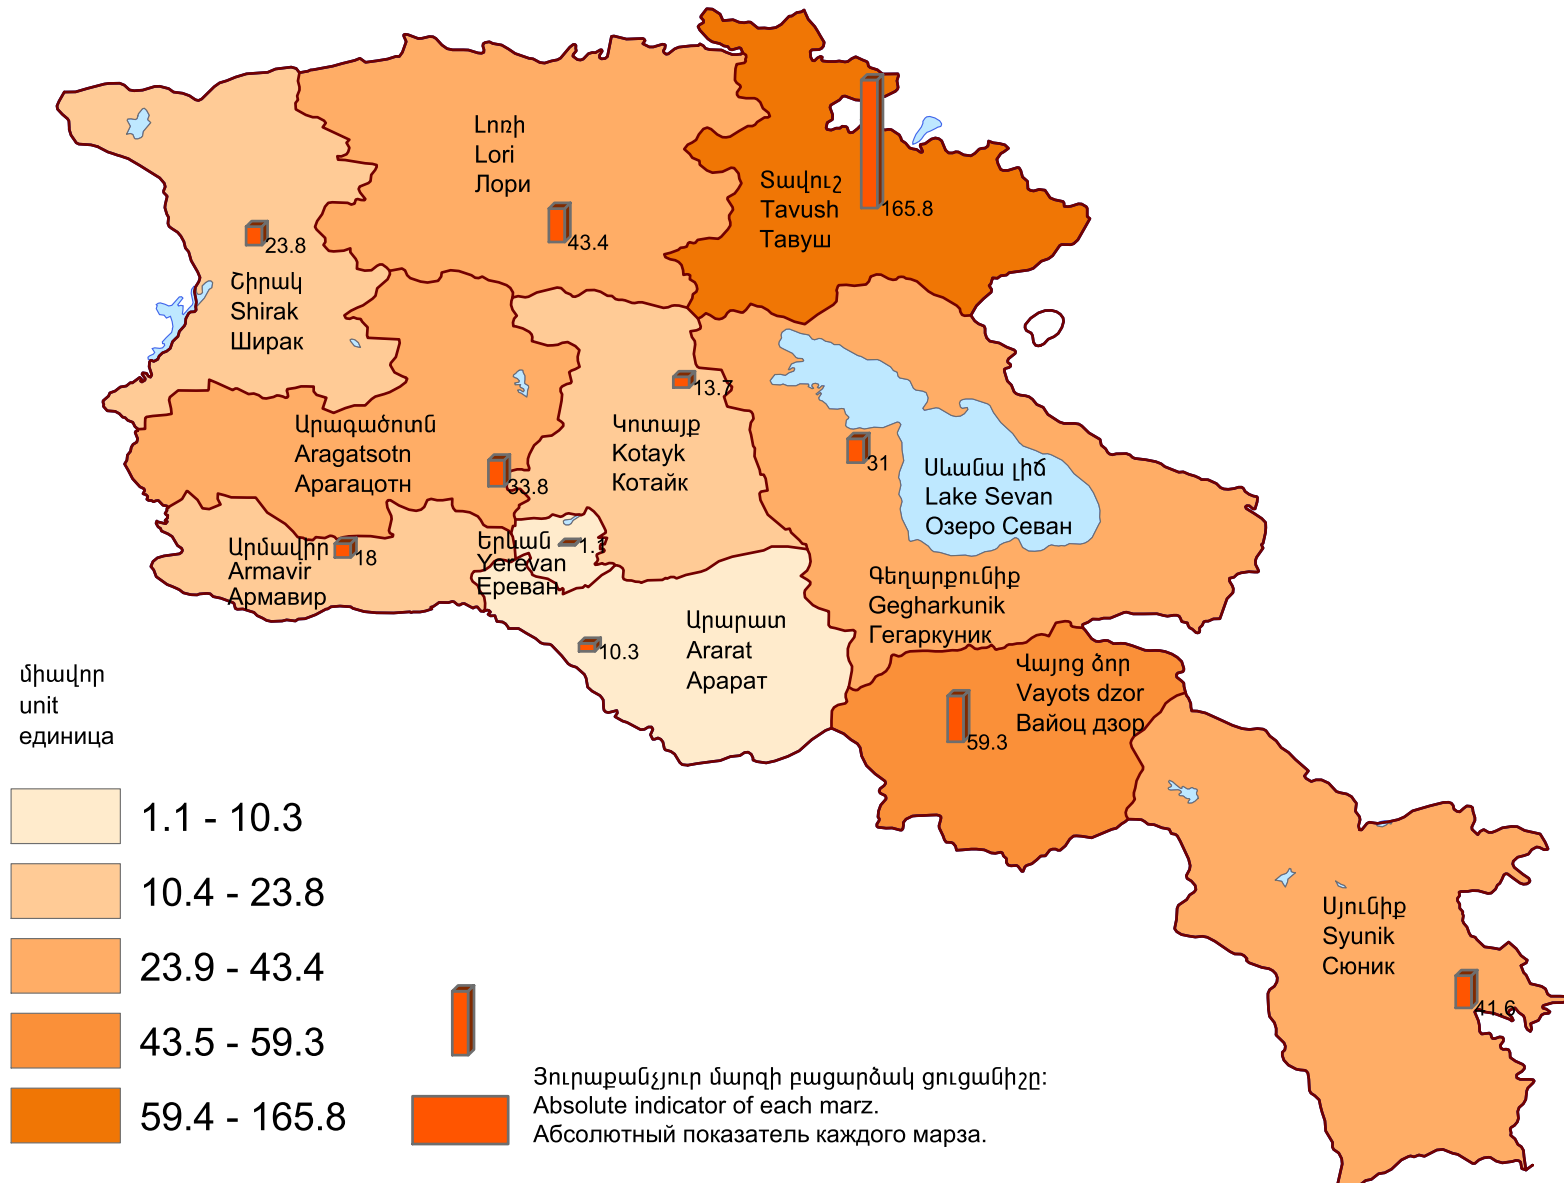 Լոռի
Lori
Лори
43.4
Տավուշ
Tavush
Тавуш
165.8
23.8
Շիրակ
Shirak
Ширак
13.7
Արագածոտն
Aragatsotn
Арагацотн
33.8
Կոտայք
Kotayk
Котайк
31
Սևանա լիճ
Lake Sevan
Озеро Севан
Արմավիր
Armavir
Армавир
18
Երևան
Yerevan
Ереван
1.1
Գեղարքունիք
Gegharkunik
Гегаркуник
Արարատ
Ararat
Арарат
10.3
Վայոց ձոր
Vayots dzor
Вайоц дзор
59.3
Սյունիք
Syunik
Сюник
41.6
միավոր
unit
единица
1.1 - 10.3
10.4 - 23.8
23.9 - 43.4
43.5 - 59.3
59.4 - 165.8
Յուրաքանչյուր մարզի բացարձակ ցուցանիշը:
Absolute indicator of each marz.
Абсолютный показатель каждого марза.